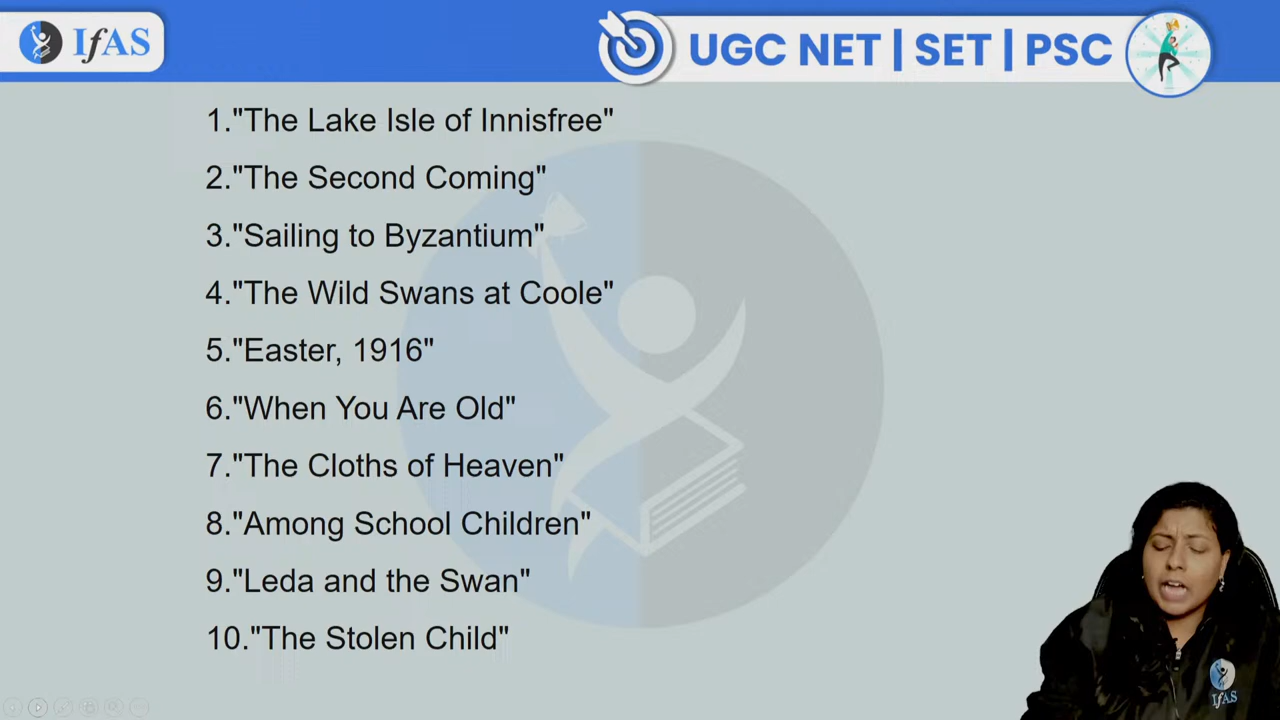 IfAS
UGC NET | SET | PSC
1."The Lake Isle of Innisfree"
2."The Second Coming"
3."Sailing to Byzantium"
4."The Wild Swans at Coole"
5."Easter, 1916"
6."When You Are Old"
7."The Cloths of Heaven"
8."Among School Children"
9."Leda and the Swan"
10."The Stolen Child"
IfAS